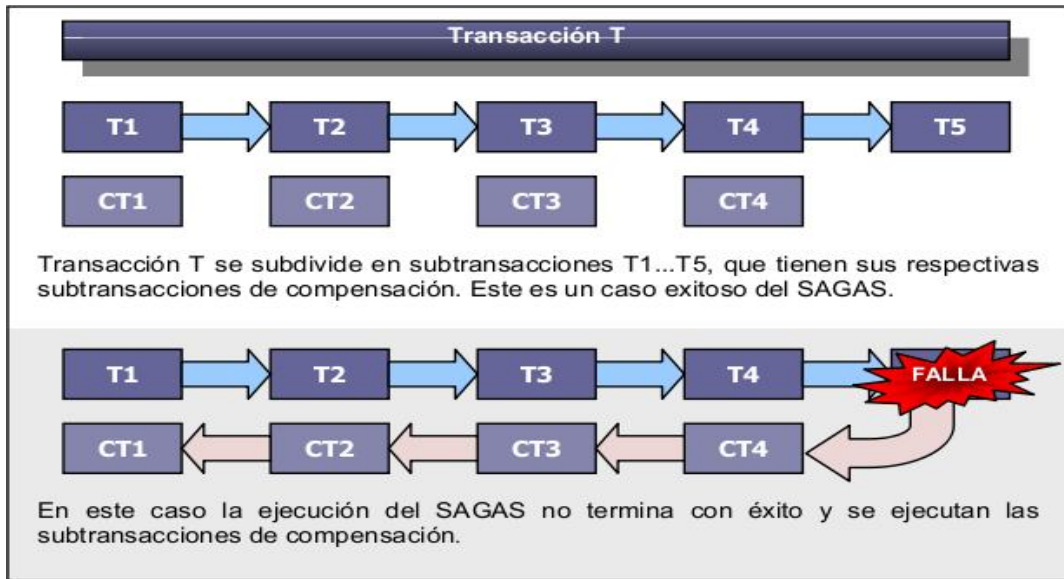 Transacción T
T1 T2 T3 T4 T5
CT1 CT2 CT3 CT4
Transacción T se subdivide en subtransacciones T1...T5, que tienen sus respectivas
subtransacciones de compensación. Este es un caso exitoso del SAGAS.
T1 T2 T3 T4 FALLA
CT1 CT2 CT3 CT4
En este caso la ejecución del SAGAS no termina con éxito y se ejecutan las
subtransacciones de compensación.